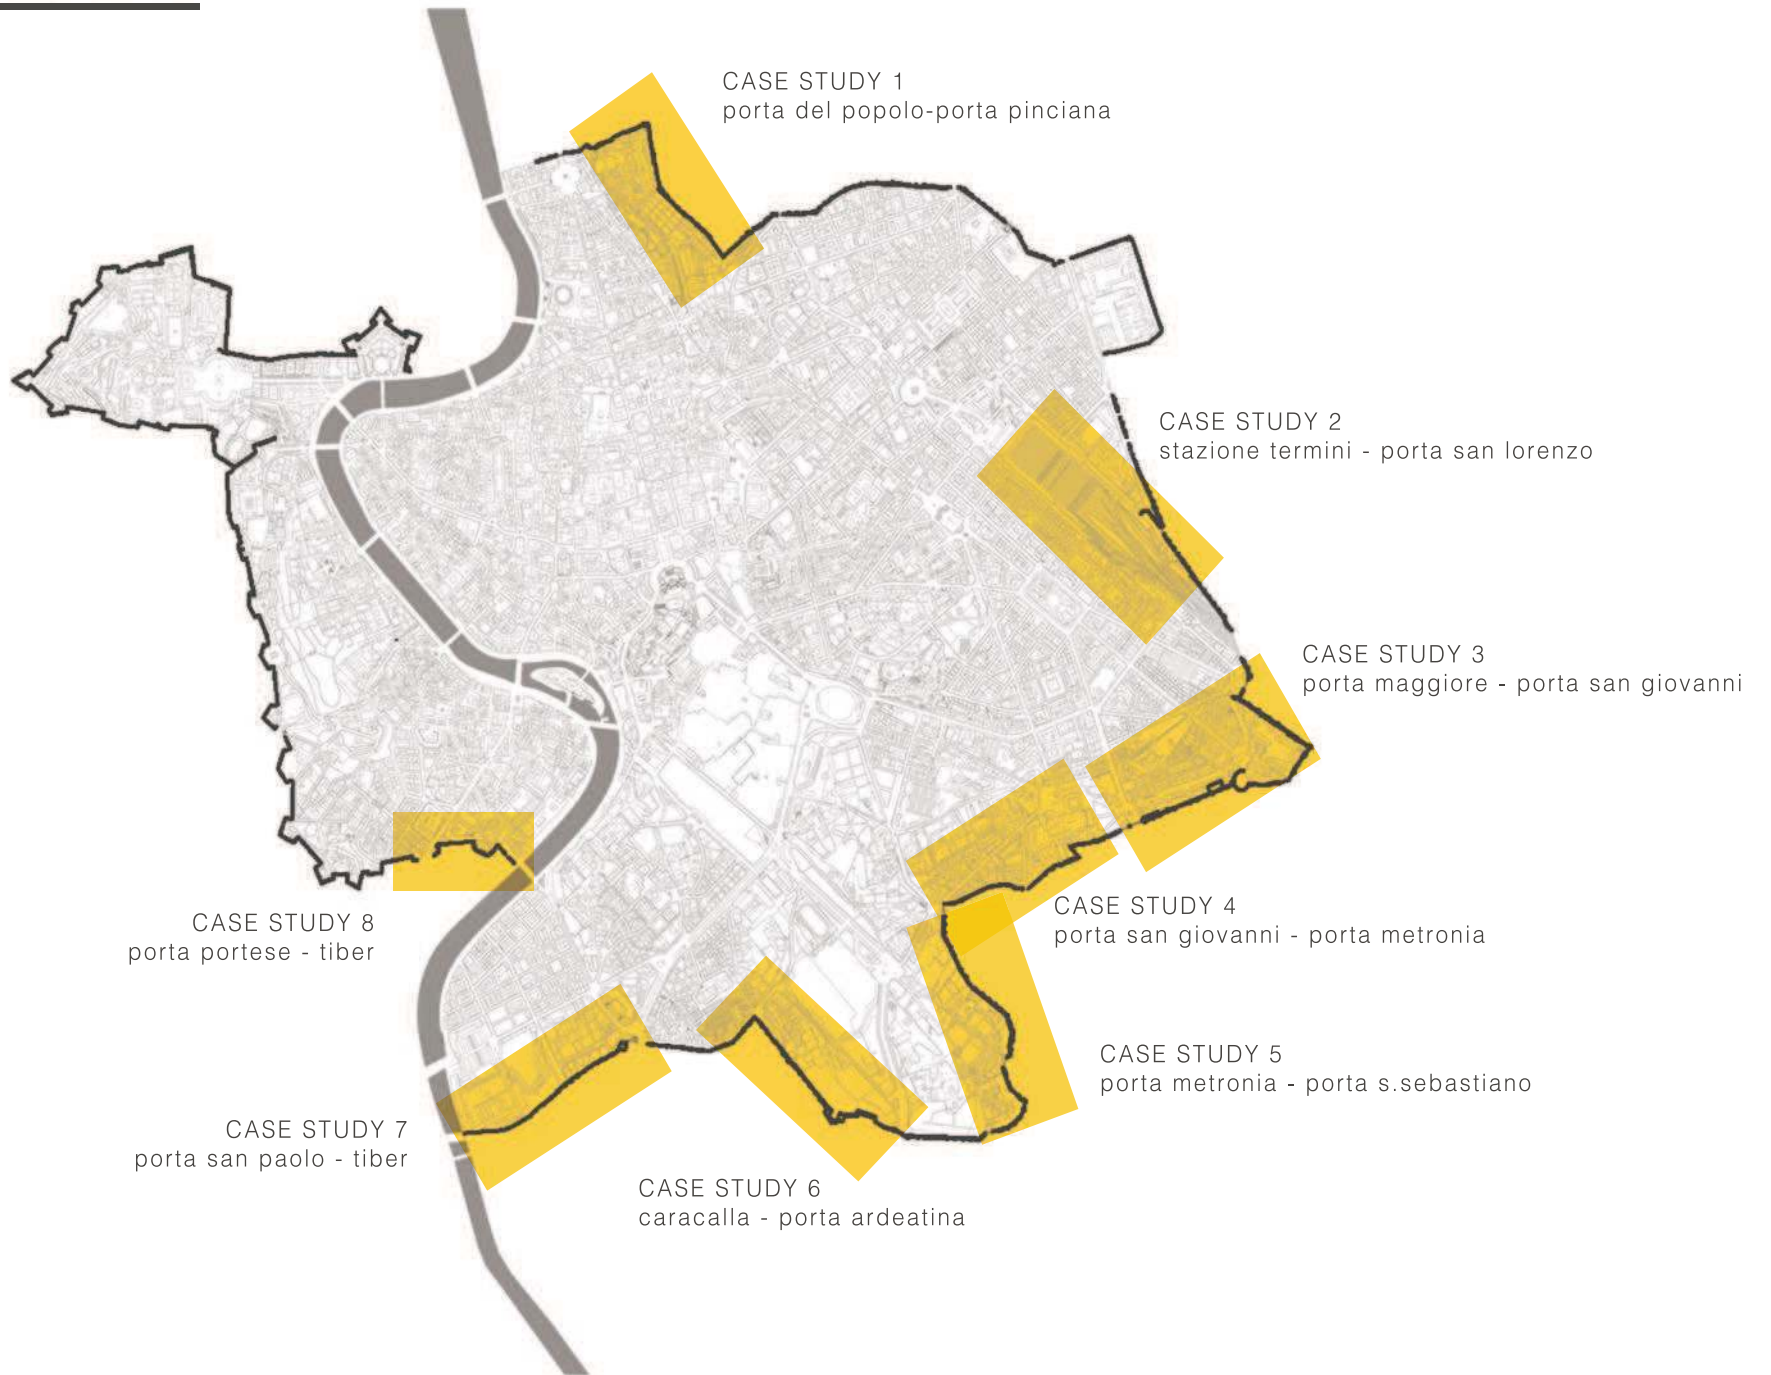 CASE STUDY 1
porta del popolo-porta pinciana
CASE STUDY 2
stazione termini - porta san lorenzo
CASE STUDY 3
porta maggiore - porta san giovanni
CASE STUDY 4
porta san giovanni - porta metronia
CASE STUDY 5
porta metronia - porta s.sebastiano
CASE STUDY 6
caracalla - porta ardeatina
CASE STUDY 7
porta san paolo - tiber
CASE STUDY 8
porta portese - tiber